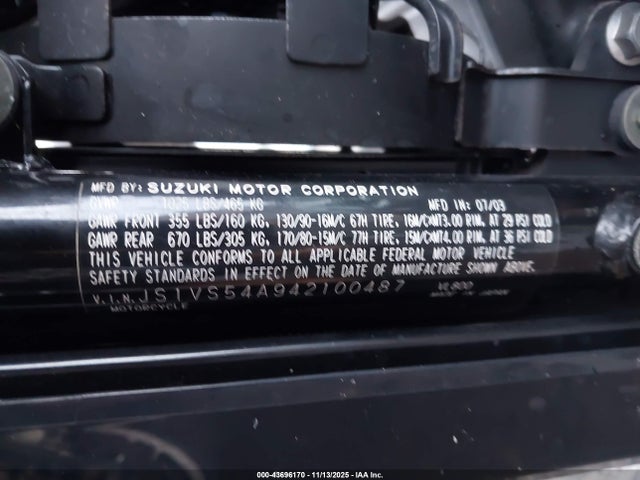 MFD BY: SUZUKI MOTOR CORPORATION
GVWR 1025 LBS/465 KG MFD IN: 07/03
GAWR FRONT 355 LBS/160 KG, 130/90-16M/C 67H TIRE, 16M/C×MT3.00 RIM, AT 29 PSI COLD
GAWR REAR 670 LBS/305 KG, 170/80-15M/C 77H TIRE, 15M/C×MT4.00 RIM, AT 36 PSI COLD
THIS VEHICLE CONFORMS TO ALL APPLICABLE FEDERAL MOTOR VEHICLE
SAFETY STANDARDS IN EFFECT ON THE DATE OF MANUFACTURE SHOWN ABOVE.
V.I.N. JS1VS54A942100487 VL800
MOTORCYCLE MADE IN JAPAN
000-43696170 | 11/13/2025 — IAA Inc.